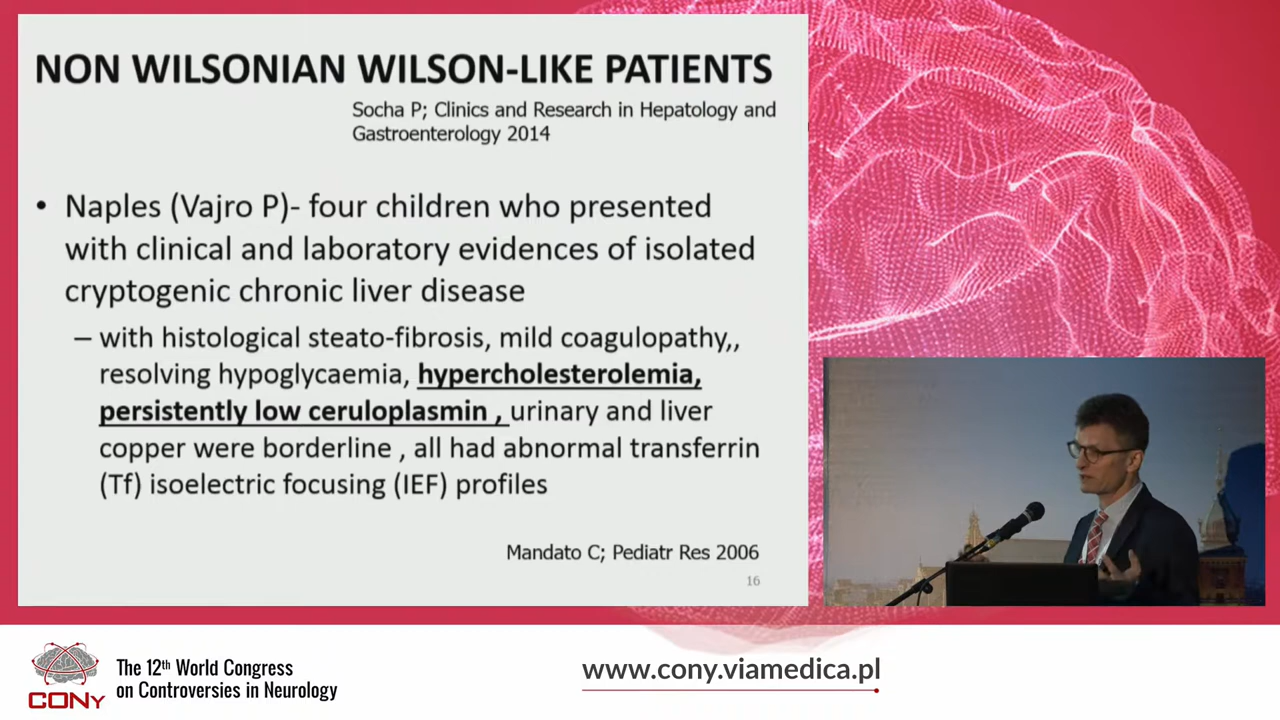 NON WILSONIAN WILSON-LIKE PATIENTS
Socha P; Clinics and Research in Hepatology and
Gastroenterology 2014
• Naples (Vajro P)- four children who presented
with clinical and laboratory evidences of isolated
cryptogenic chronic liver disease
– with histological steato-fibrosis, mild coagulopathy,,
resolving hypoglycaemia, hypercholesterolemia,
persistently low ceruloplasmin , urinary and liver
copper were borderline , all had abnormal transferrin
(Tf) isoelectric focusing (IEF) profiles
Mandato C; Pediatr Res 2006
16
CONy
The 12th World Congress
on Controversies in Neurology
www.cony.viamedica.pl